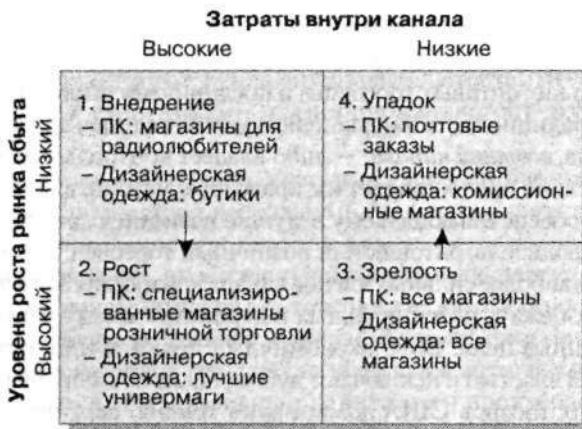 Затраты внутри канала
Высокие
Низкие
Уровень роста рынка сбыта
Низкий
Высокий
1. Внедрение
– ПК: магазины для
радиолюбителей
– Дизайнерская
одежда: бутики
4. Упадок
– ПК: почтовые
заказы
– Дизайнерская
одежда: комиссион-
ные магазины
2. Рост
– ПК: специализиро-
ванные магазины
розничной торговли
– Дизайнерская
одежда: лучшие
универмаги
3. Зрелость
– ПК: все магазины
– Дизайнерская
одежда: все
магазины